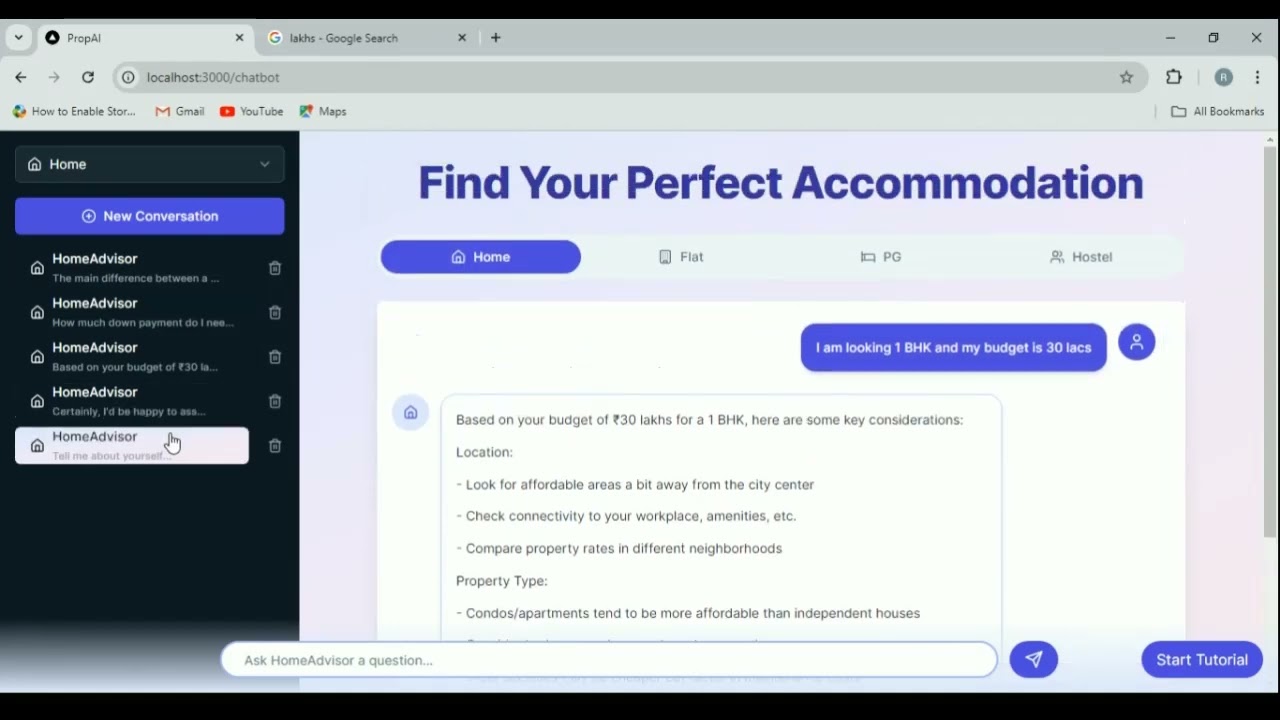 PropAI
lakhs - Google Search
localhost:3000/chatbot
R
How to Enable Stor...
Gmail
YouTube
Maps
All Bookmarks
Home
New Conversation
HomeAdvisor
The main difference between a ...
HomeAdvisor
How much down payment do I nee...
HomeAdvisor
Based on your budget of ₹30 la...
HomeAdvisor
Certainly, I'd be happy to ass...
HomeAdvisor
Tell me about yourself...
Find Your Perfect Accommodation
Home
Flat
PG
Hostel
I am looking 1 BHK and my budget is 30 lacs
Based on your budget of ₹30 lakhs for a 1 BHK, here are some key considerations:
Location:
- Look for affordable areas a bit away from the city center
- Check connectivity to your workplace, amenities, etc.
- Compare property rates in different neighborhoods
Property Type:
- Condos/apartments tend to be more affordable than independent houses
Ask HomeAdvisor a question...
Start Tutorial